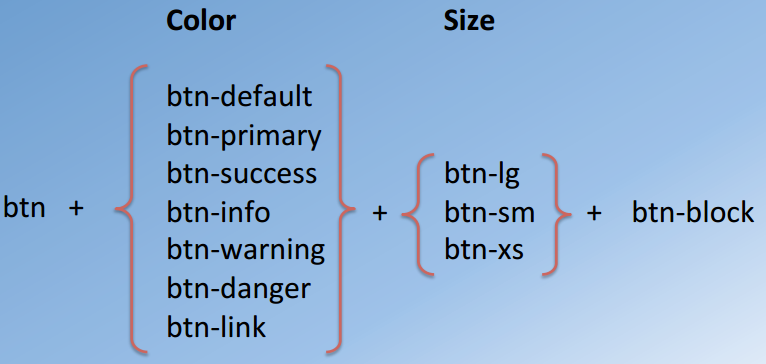 Color Size
btn-default
btn-primary
btn-success
btn-info
btn-warning
btn-danger
btn-link
btn +
+
btn-lg
btn-sm
btn-xs
+ btn-block